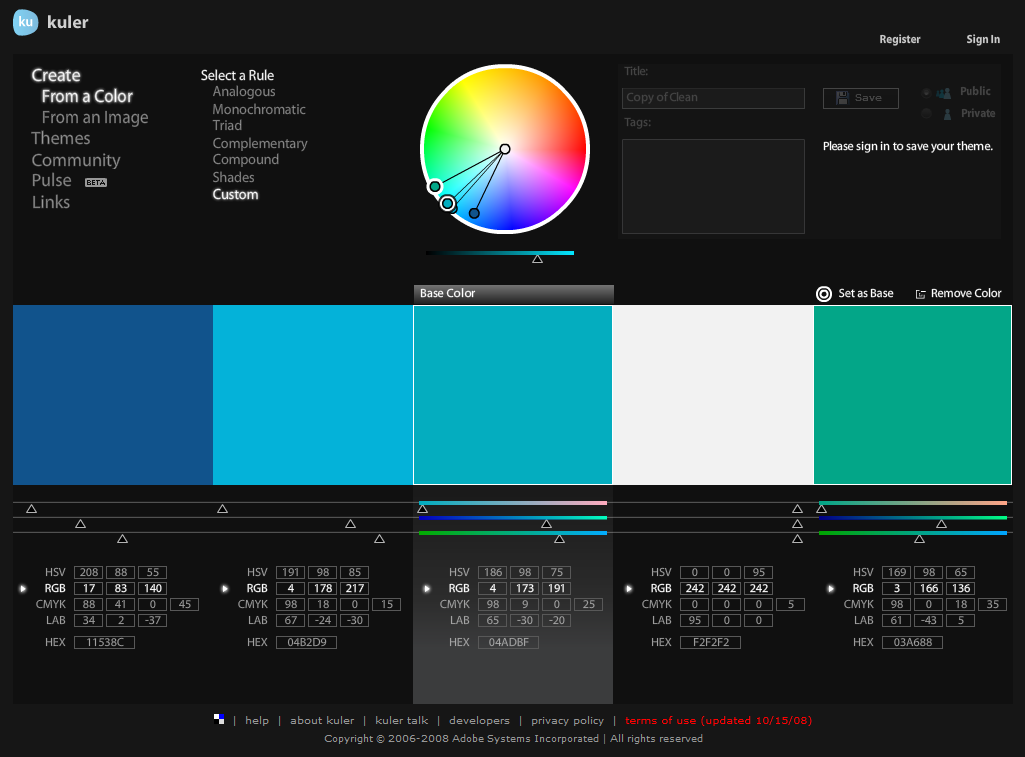 ku kuler
Register Sign In
Create
From a Color
From an Image
Themes
Community
Pulse BETA
Links
Select a Rule
Analogous
Monochromatic
Triad
Complementary
Compound
Shades
Custom
Title:
Copy of Clean
Save
Public
Private
Tags:
Please sign in to save your theme.
Base Color
Set as Base Remove Color
HSV 208 88 55 HSV 191 98 85 HSV 186 98 75 HSV 0 0 95 HSV 169 98 65
RGB 17 83 140 RGB 4 178 217 RGB 4 173 191 RGB 242 242 242 RGB 3 166 136
CMYK 88 41 0 45 CMYK 98 18 0 15 CMYK 98 9 0 25 CMYK 0 0 0 5 CMYK 98 0 18 35
LAB 34 2 -37 LAB 67 -24 -30 LAB 65 -30 -20 LAB 95 0 0 LAB 61 -43 5
HEX 11538C HEX 04B2D9 HEX 04ADBF HEX F2F2F2 HEX 03A688
| help | about kuler | kuler talk | developers | privacy policy | terms of use (updated 10/15/08)
Copyright © 2006-2008 Adobe Systems Incorporated | All rights reserved